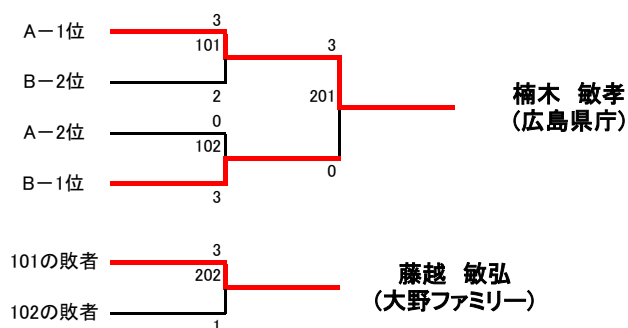 A－1位
3
101
3
B－2位
2
楠木 敏孝
(広島県庁)
201
A－2位
0
102
B－1位
3
0
101の敗者
3
202
藤越 敏弘
(大野ファミリー)
102の敗者
1